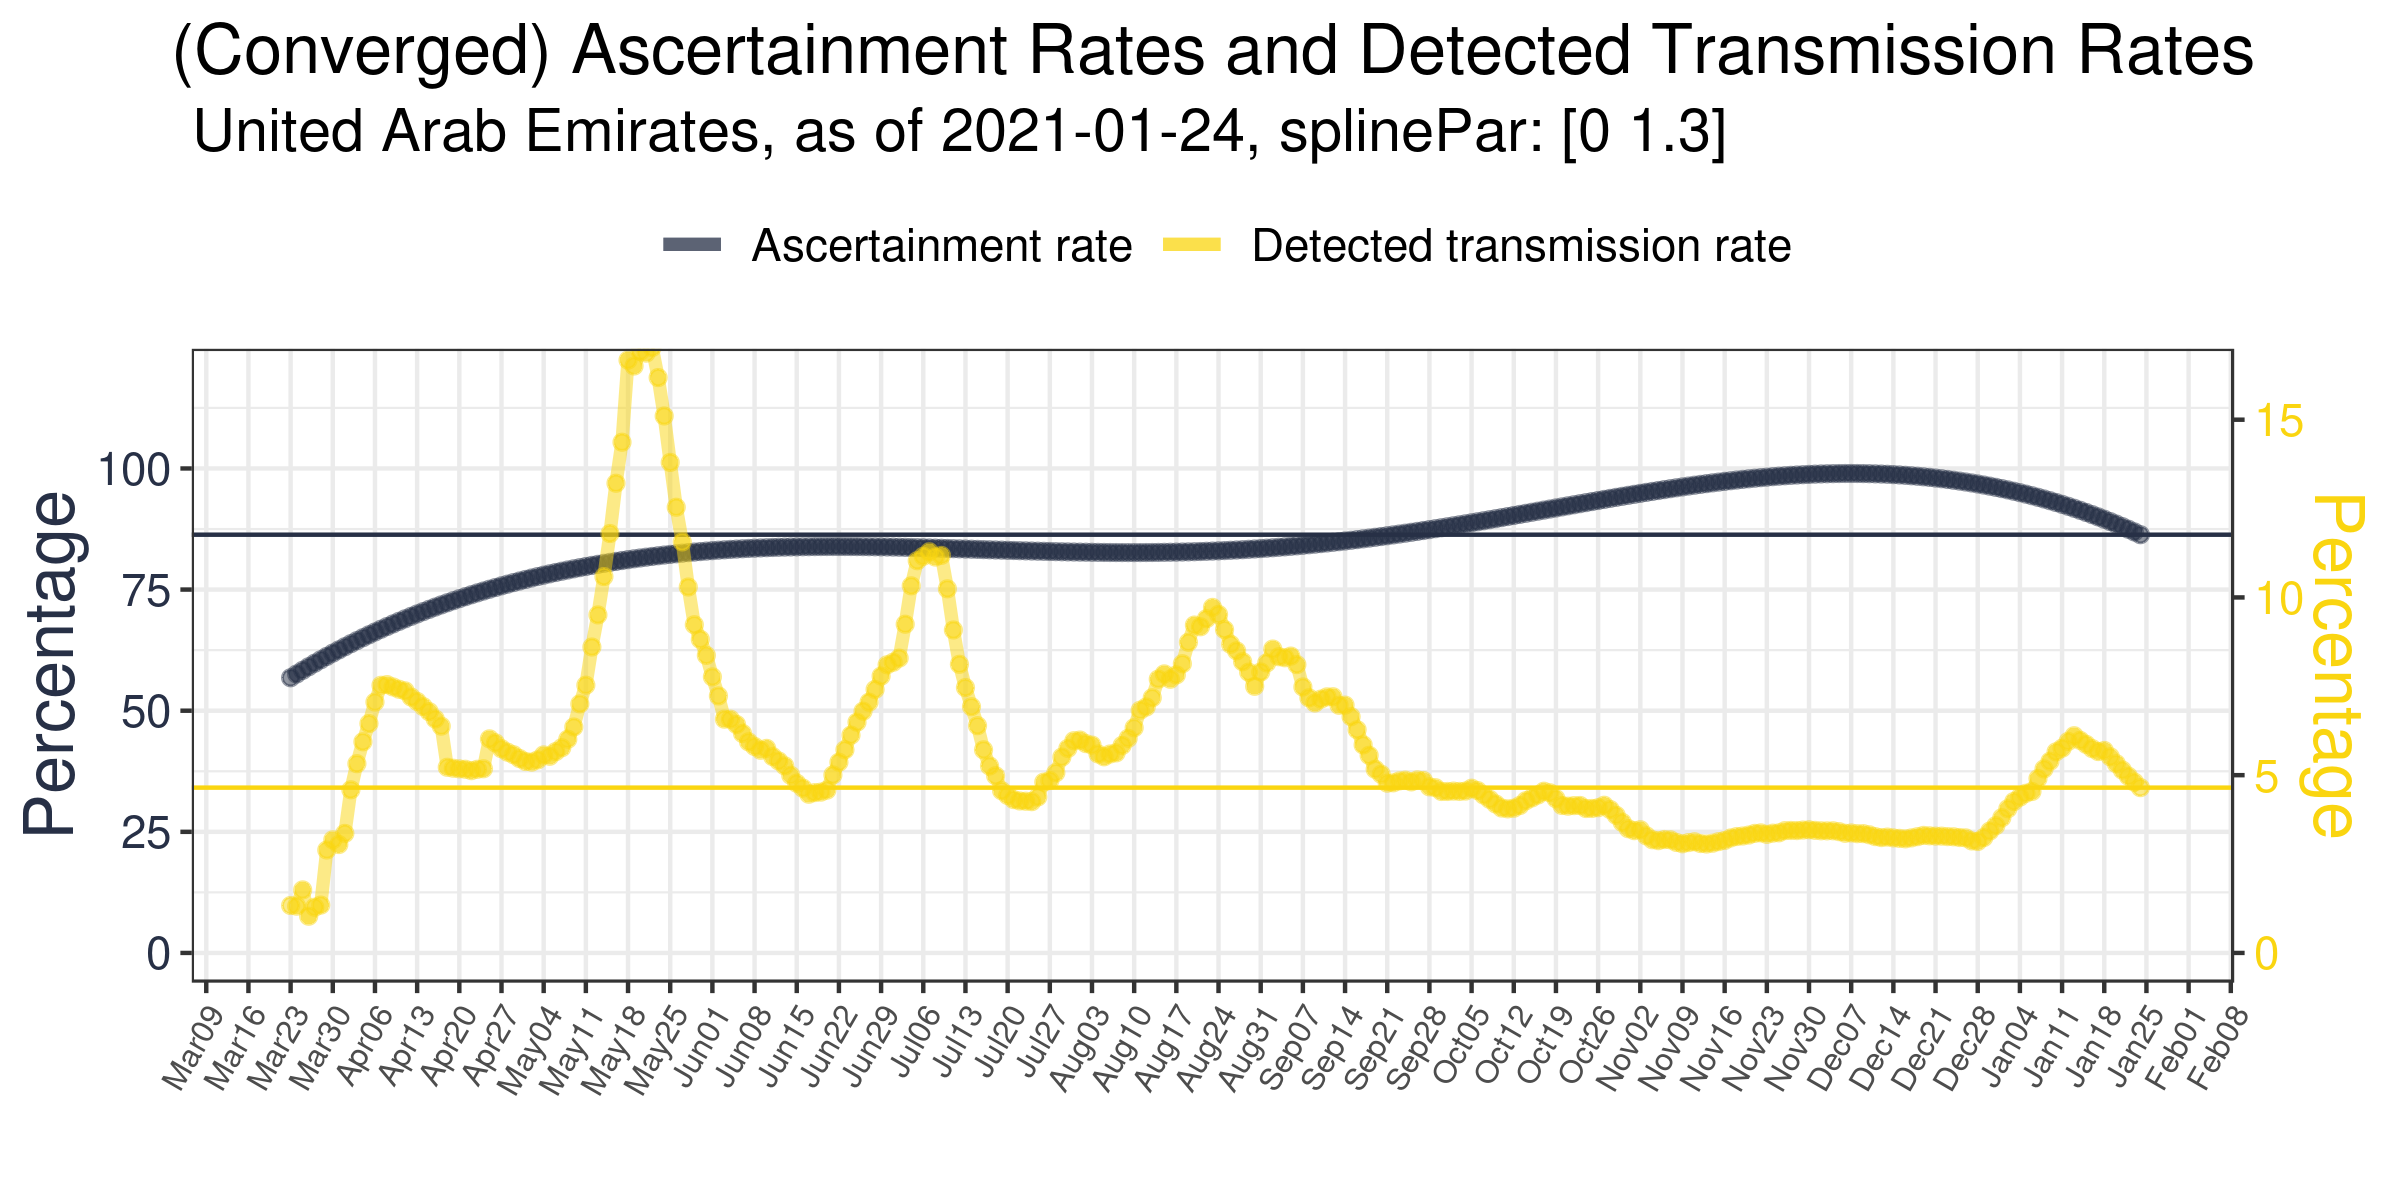 (Converged) Ascertainment Rates and Detected Transmission Rates
United Arab Emirates, as of 2021-01-24, splinePar: [0 1.3]
Ascertainment rate Detected transmission rate
Percentage
100
75
50
25
0
15
10
5
0
Percentage
Mar09 Mar16 Mar23 Mar30 Apr06 Apr13 Apr20 Apr27 May04 May11 May18 May25 Jun01 Jun08 Jun15 Jun22 Jun29 Jul06 Jul13 Jul20 Jul27 Aug03 Aug10 Aug17 Aug24 Aug31 Sep07 Sep14 Sep21 Sep28 Oct05 Oct12 Oct19 Oct26 Nov02 Nov09 Nov16 Nov23 Nov30 Dec07 Dec14 Dec21 Dec28 Jan04 Jan11 Jan18 Jan25 Feb01 Feb08